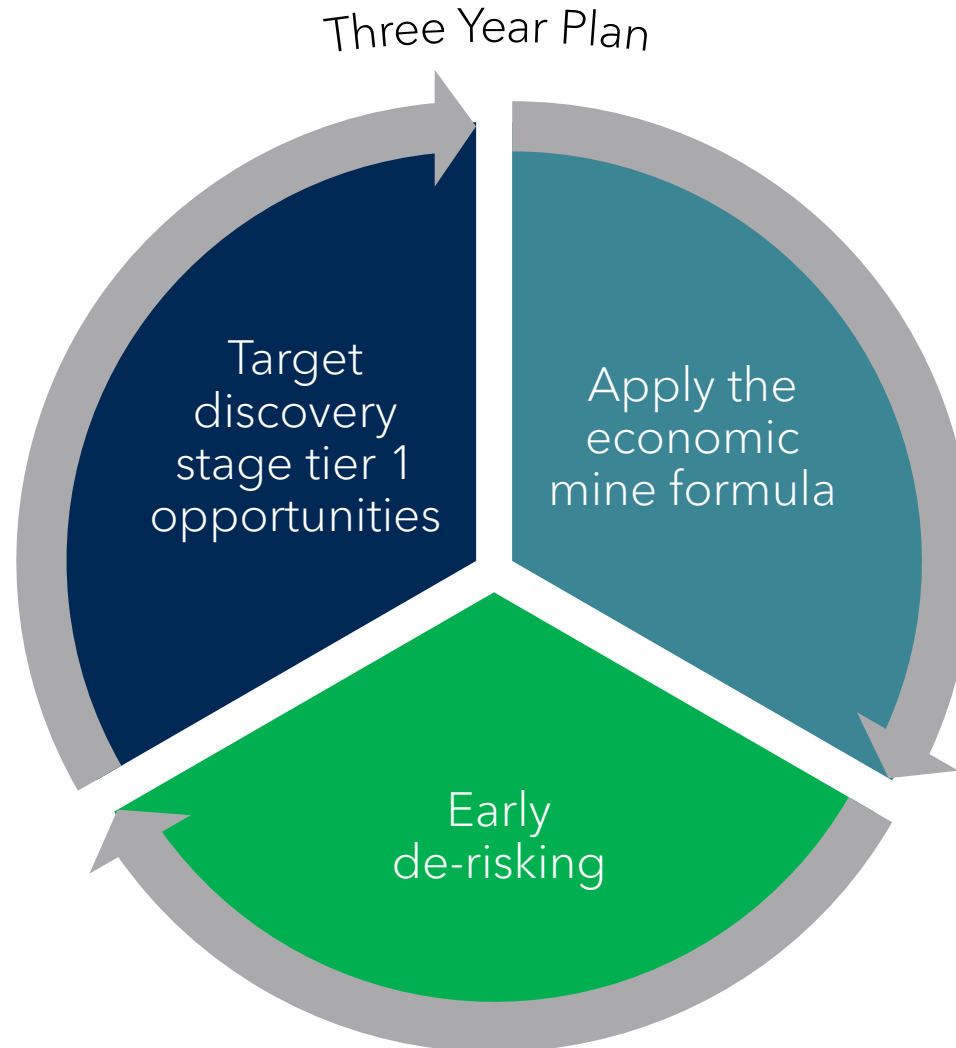 Three Year Plan
Target
discovery
stage tier 1
opportunities
Apply the
economic
mine formula
Early
de-risking